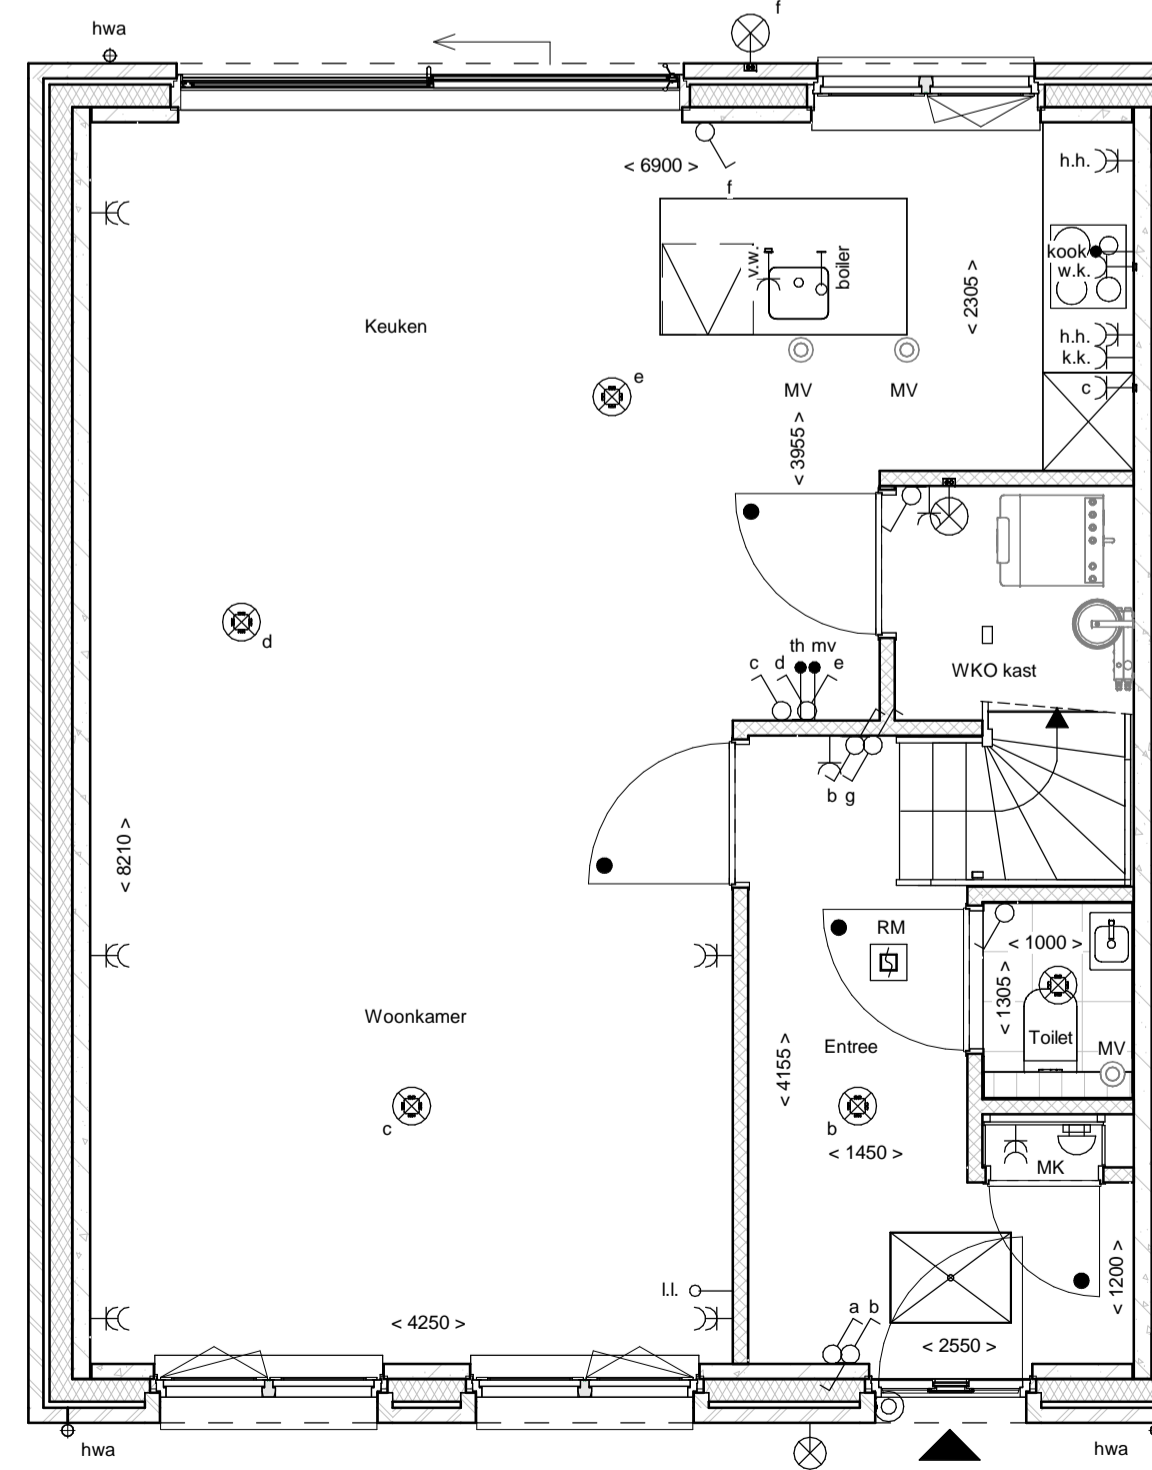 hwa
f
< 6900 >
f
h.h.
v.w.
boiler
< 2305 >
kook
w.k.
Keuken
h.h.
k.k.
e
MV
MV
c
< 3955 >
d
th mv
c
d
e
WKO kast
b g
< 8210 >
RM
< 1000 >
< 1305 >
Woonkamer
Toilet
Entree
MV
< 4155 >
c
b
< 1450 >
MK
< 1200 >
l.l.
a b
< 4250 >
< 2550 >
hwa
hwa